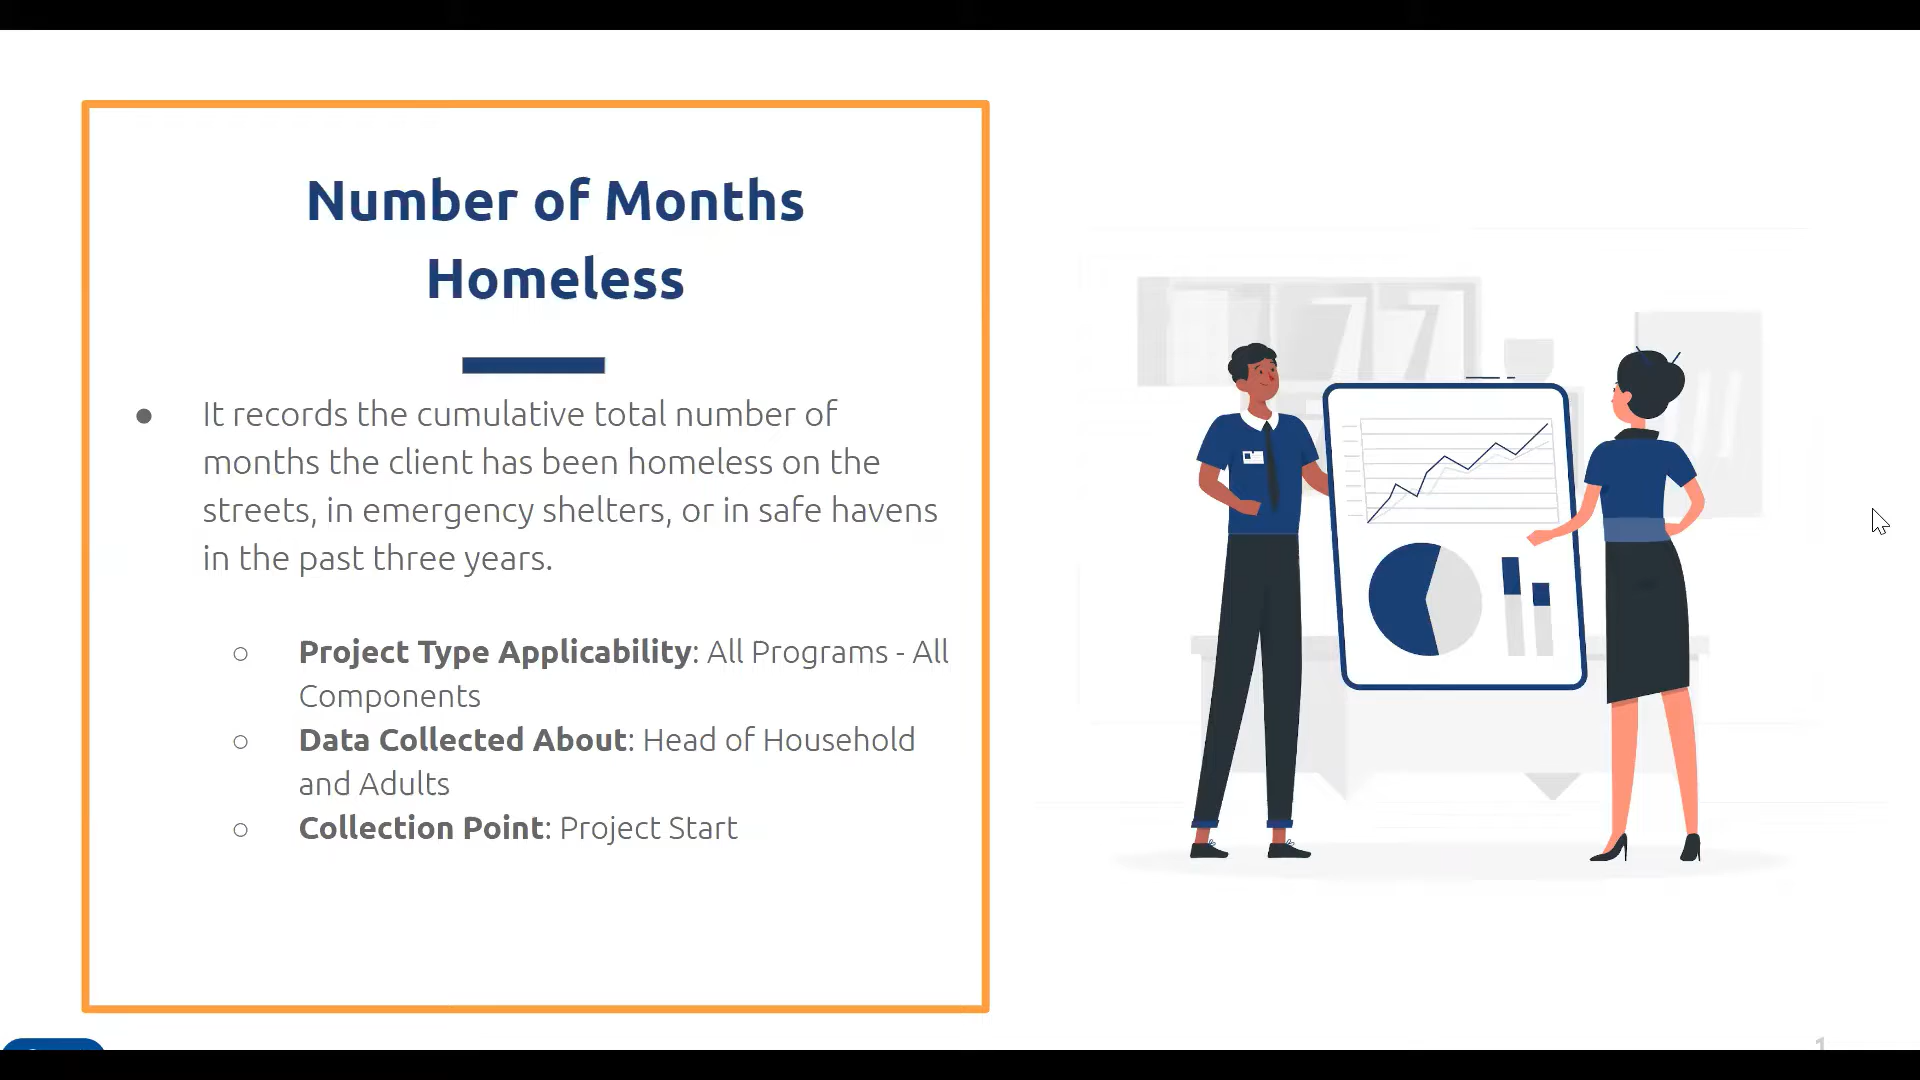 Number of Months
Homeless
● It records the cumulative total number of
months the client has been homeless on the
streets, in emergency shelters, or in safe havens
in the past three years.
○ Project Type Applicability: All Programs - All
Components
○ Data Collected About: Head of Household
and Adults
○ Collection Point: Project Start